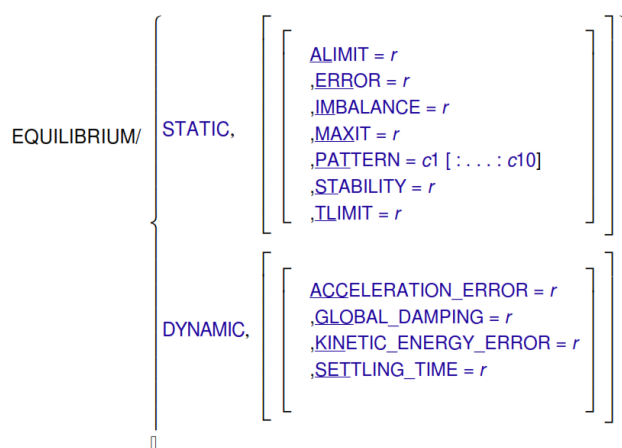 ALIMIT = r
,ERROR = r
,IMBALANCE = r
EQUILIBRIUM/ STATIC, ,MAXIT = r
,PATTERN = c1 [ : . . . : c10]
,STABILITY = r
,TLIMIT = r
ACCELERATION_ERROR = r
DYNAMIC, ,GLOBAL_DAMPING = r
,KINETIC_ENERGY_ERROR = r
,SETTLING_TIME = r